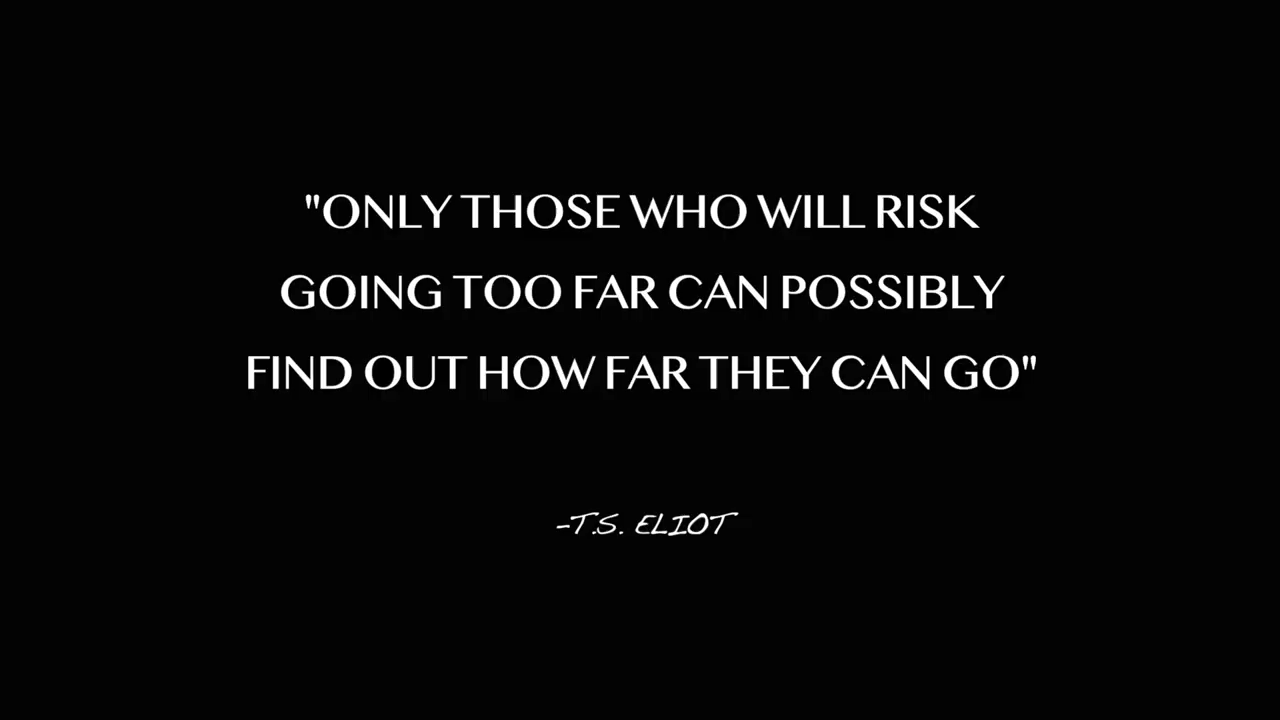 "ONLY THOSE WHO WILL RISK
GOING TOO FAR CAN POSSIBLY
FIND OUT HOW FAR THEY CAN GO"
-T.S. ELIOT